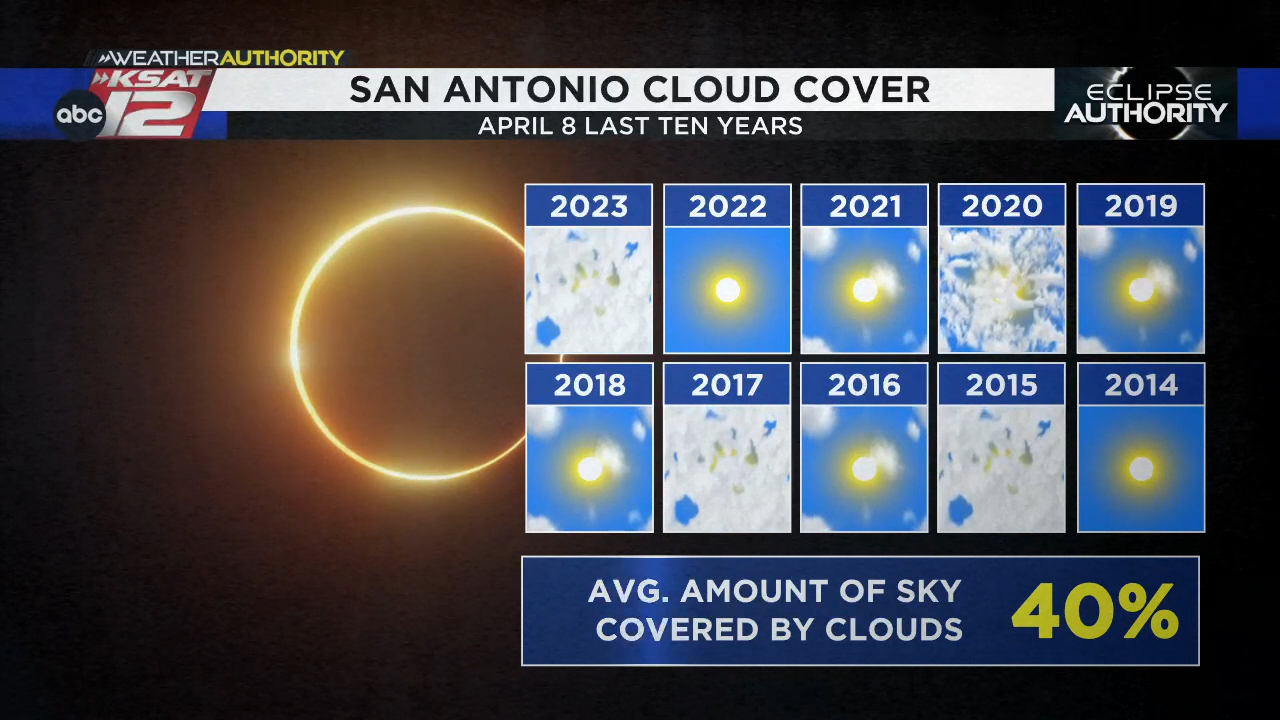 WEATHERAUTHORITY
KSAT
abc
12
SAN ANTONIO CLOUD COVER
APRIL 8 LAST TEN YEARS
ECLIPSE
AUTHORITY
2023 2022 2021 2020 2019
2018 2017 2016 2015 2014
AVG. AMOUNT OF SKY
COVERED BY CLOUDS
40%